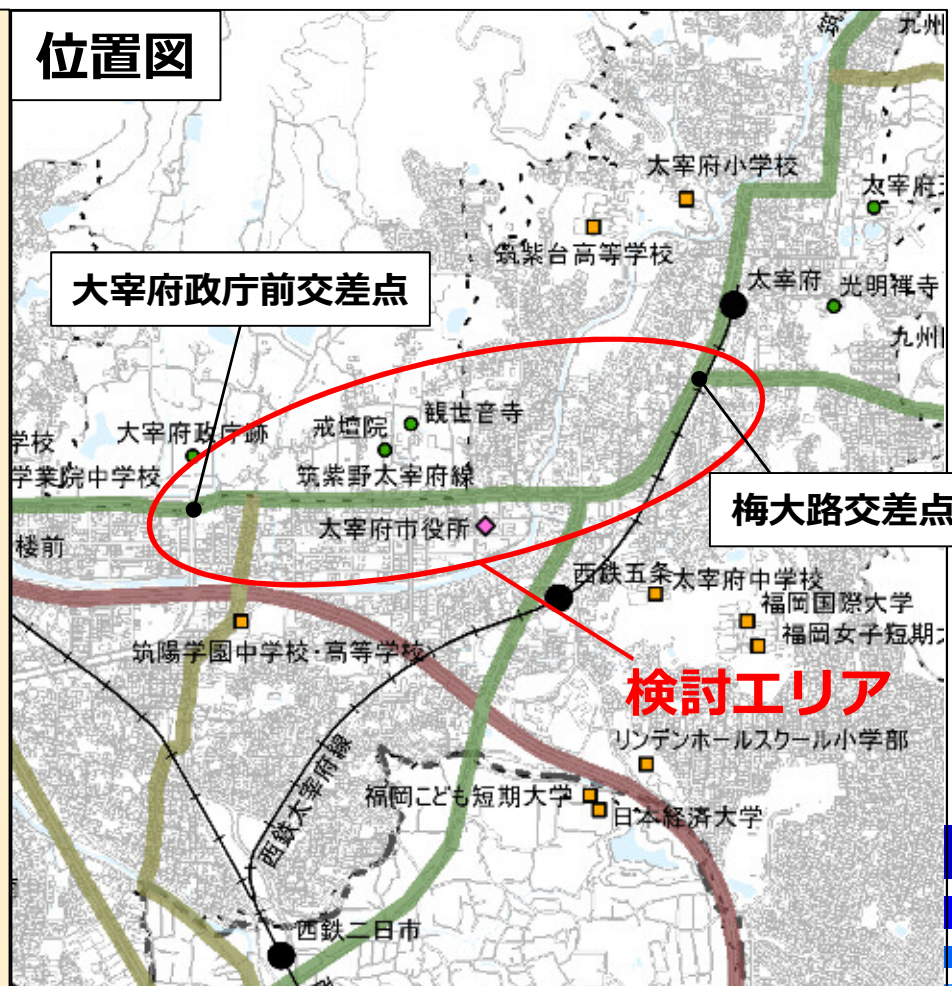 位置図
九州
筑
太宰府小学校
太宰府
筑紫台高等学校
大宰府政庁前交差点
太宰府
光明禅寺
九州
観世音寺
戒壇院
大宰府政庁跡
学校
学業院中学校
筑紫野太宰府線
梅大路交差点
太宰府市役所
楼前
西鉄五条
太宰府中学校
福岡国際大学
福岡女子短期
筑陽学園中学校・高等学校
検討エリア
リンデンホールスクール小学部
西鉄太宰府線
福岡こども短期大学
日本経済大学
西鉄二日市